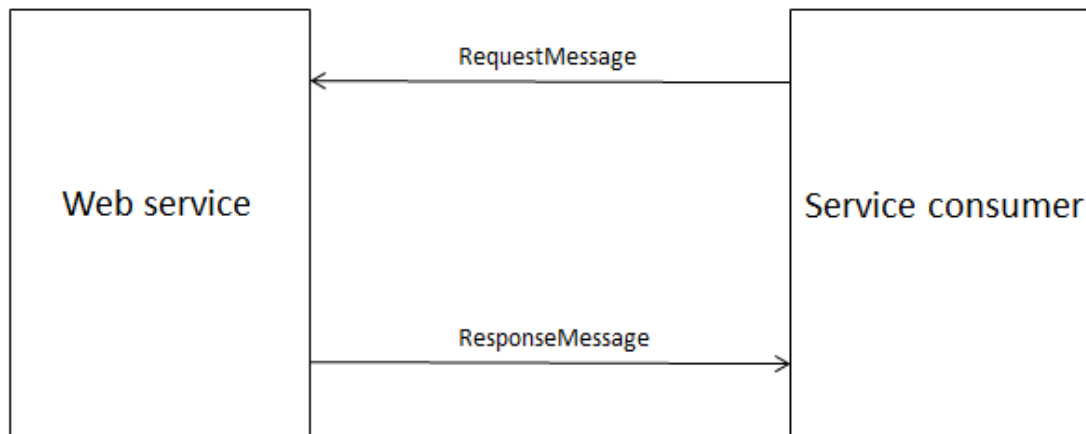 RequestMessage
Web service
Service consumer
ResponseMessage